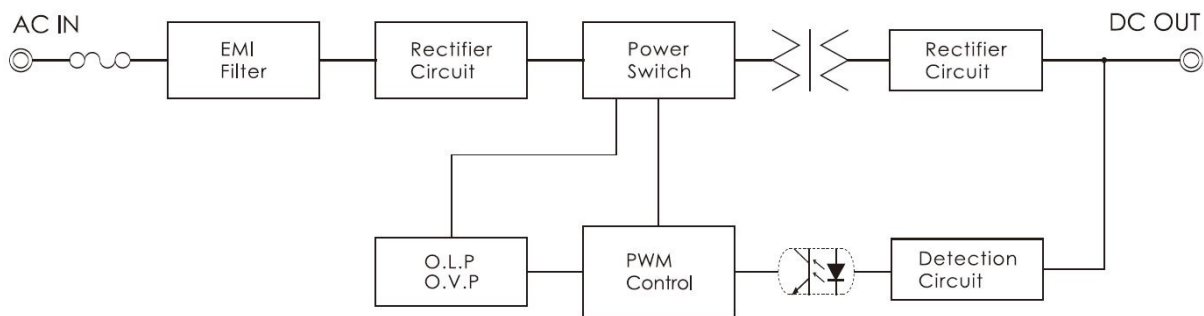 AC IN
DC OUT
EMI
Filter
Rectifier
Circuit
Power
Switch
Rectifier
Circuit
O.L.P
O.V.P
PWM
Control
Detection
Circuit